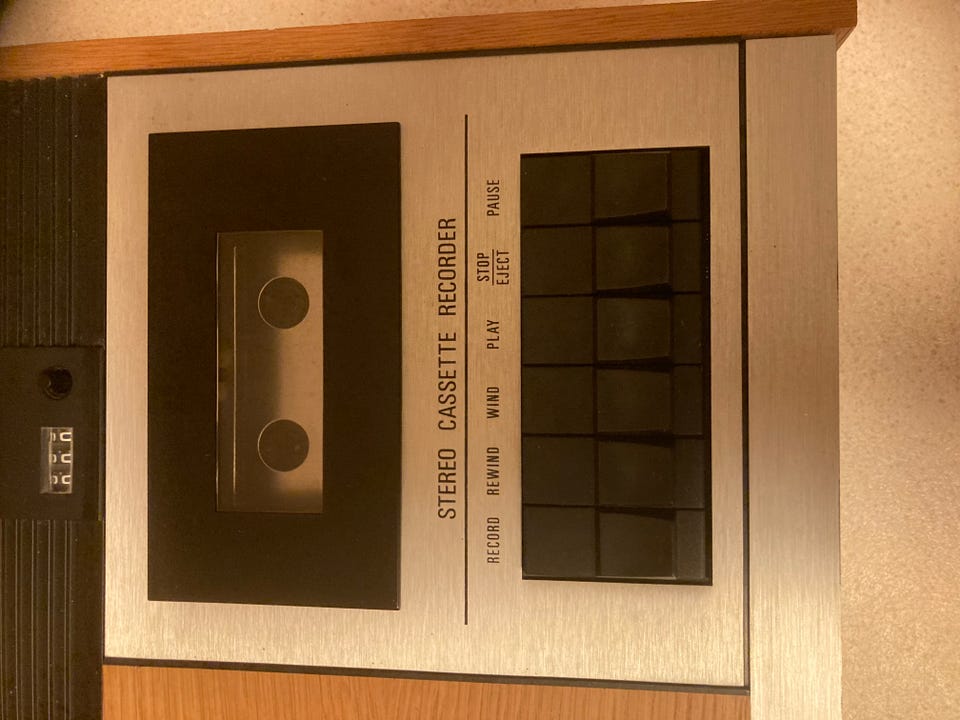 STEREO CASSETTE RECORDER
RECORD REWIND WIND PLAY STOP EJECT PAUSE